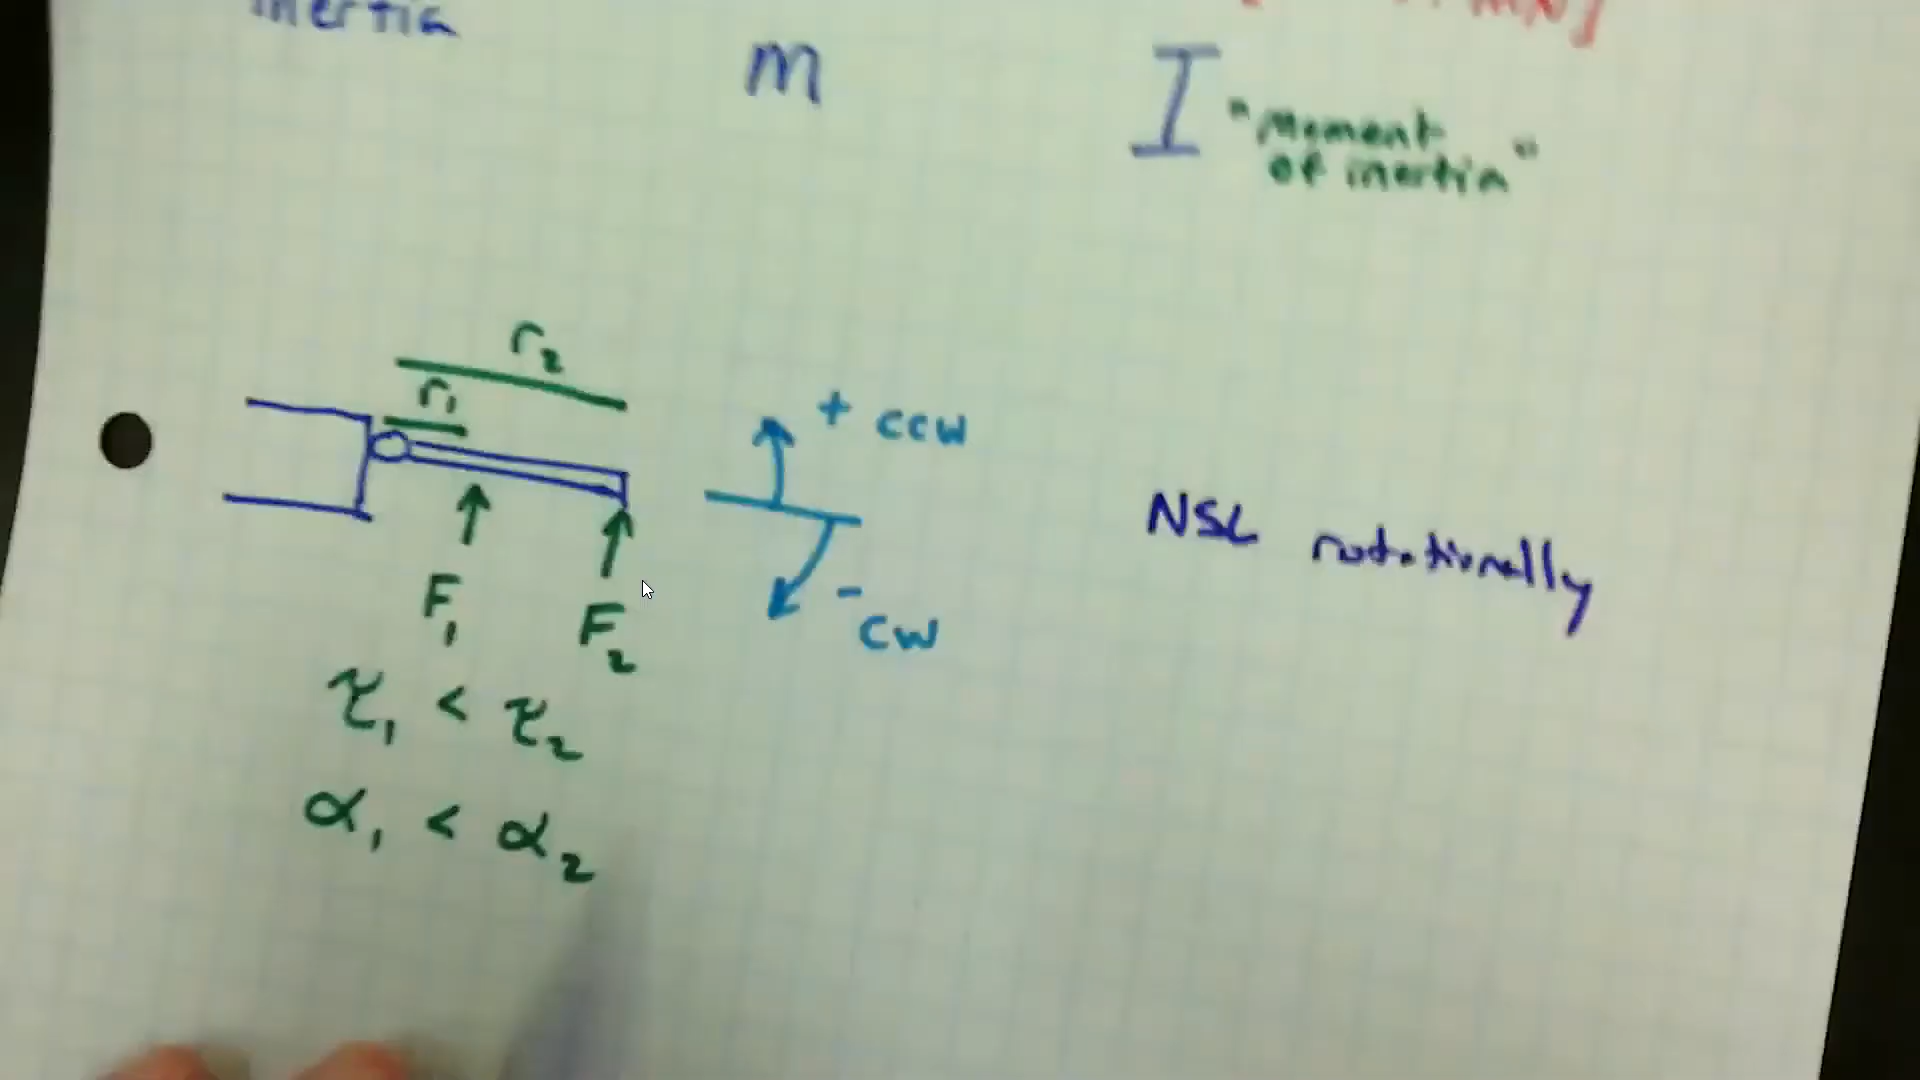 inertia
m
I "Moment
of inertia"
r2
r1
+ CCW
- CW
F1
F2
τ1 < τ2
α1 < α2
NSL rotationally